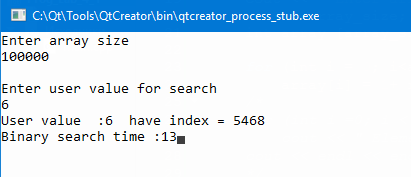 C:\Qt\Tools\QtCreator\bin\qtcreator_process_stub.exe
Enter array size
100000
Enter user value for search
6
User value  :6  have index = 5468
Binary search time :13